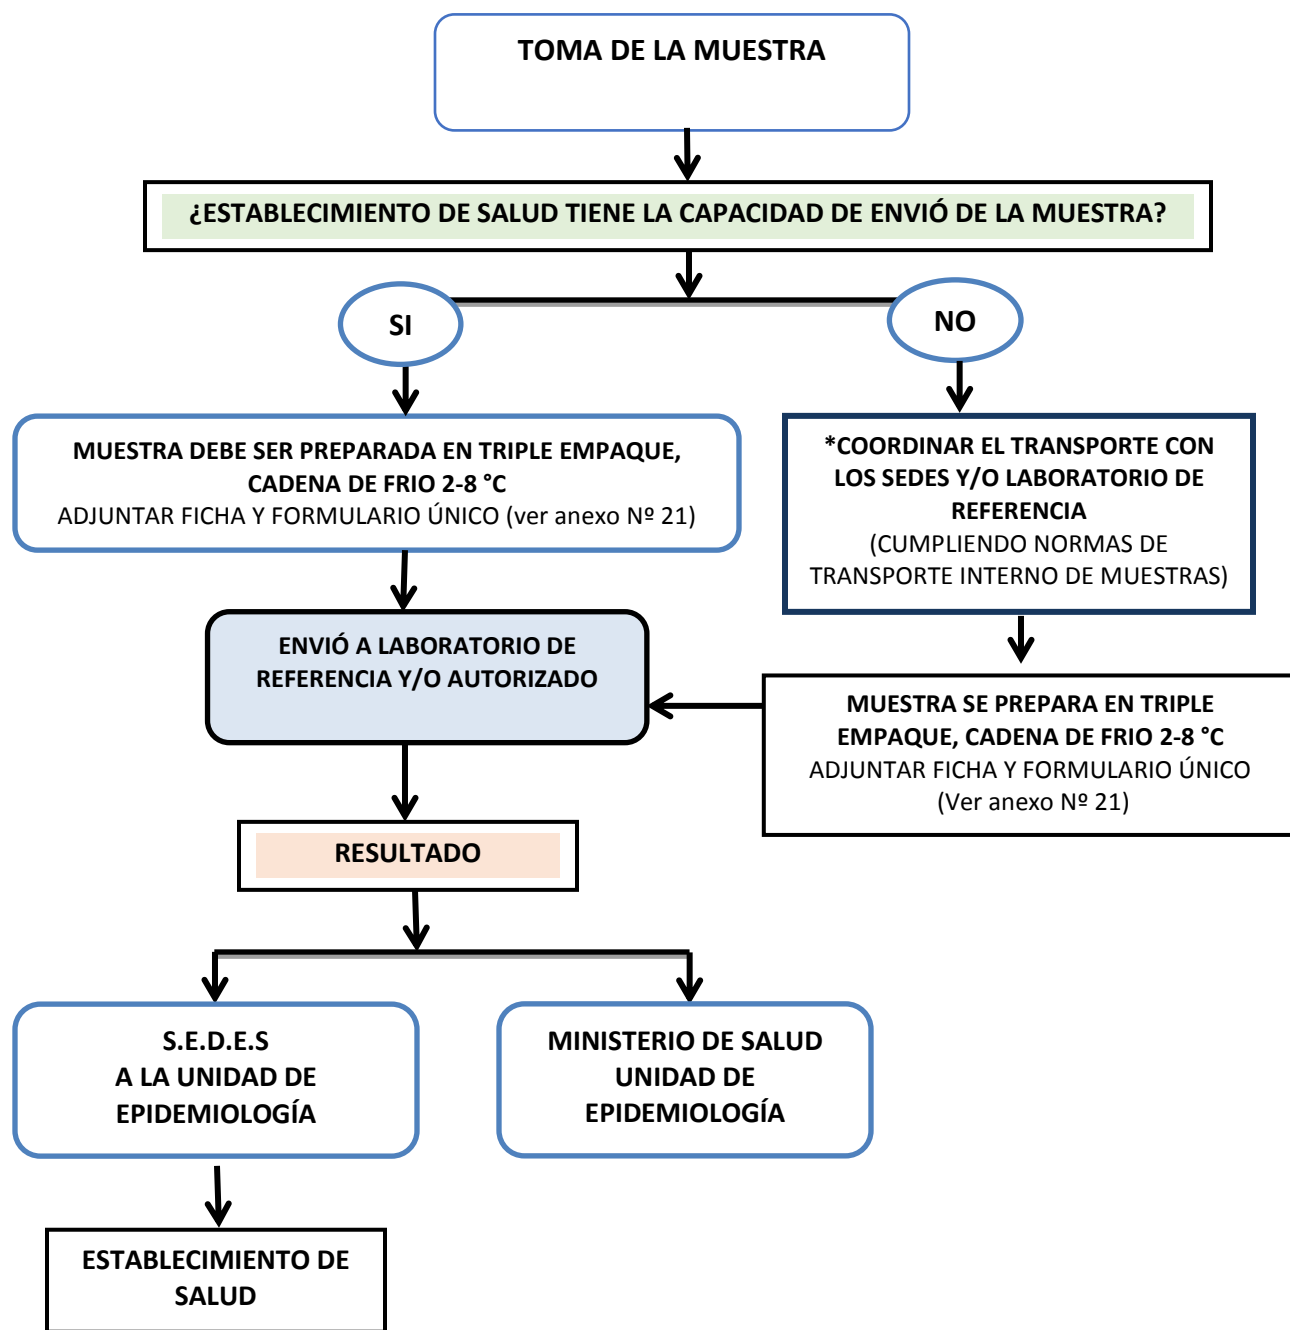 TOMA DE LA MUESTRA
¿ESTABLECIMIENTO DE SALUD TIENE LA CAPACIDAD DE ENVIÓ DE LA MUESTRA?
SI
NO
MUESTRA DEBE SER PREPARADA EN TRIPLE EMPAQUE,
CADENA DE FRIO 2-8 °C
ADJUNTAR FICHA Y FORMULARIO ÚNICO (ver anexo Nº 21)
*COORDINAR EL TRANSPORTE CON
LOS SEDES Y/O LABORATORIO DE
REFERENCIA
(CUMPLIENDO NORMAS DE
TRANSPORTE INTERNO DE MUESTRAS)
ENVIÓ A LABORATORIO DE
REFERENCIA Y/O AUTORIZADO
MUESTRA SE PREPARA EN TRIPLE
EMPAQUE, CADENA DE FRIO 2-8 °C
ADJUNTAR FICHA Y FORMULARIO ÚNICO
(Ver anexo Nº 21)
RESULTADO
S.E.D.E.S
A LA UNIDAD DE
EPIDEMIOLOGÍA
MINISTERIO DE SALUD
UNIDAD DE
EPIDEMIOLOGÍA
ESTABLECIMIENTO DE
SALUD